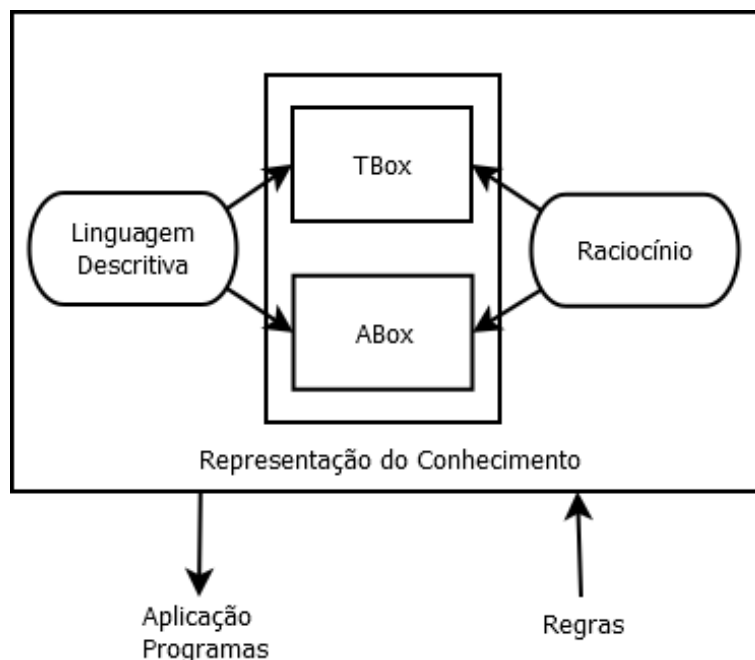 TBox
Linguagem
Descritiva
Raciocínio
ABox
Representação do Conhecimento
Aplicação
Programas
Regras